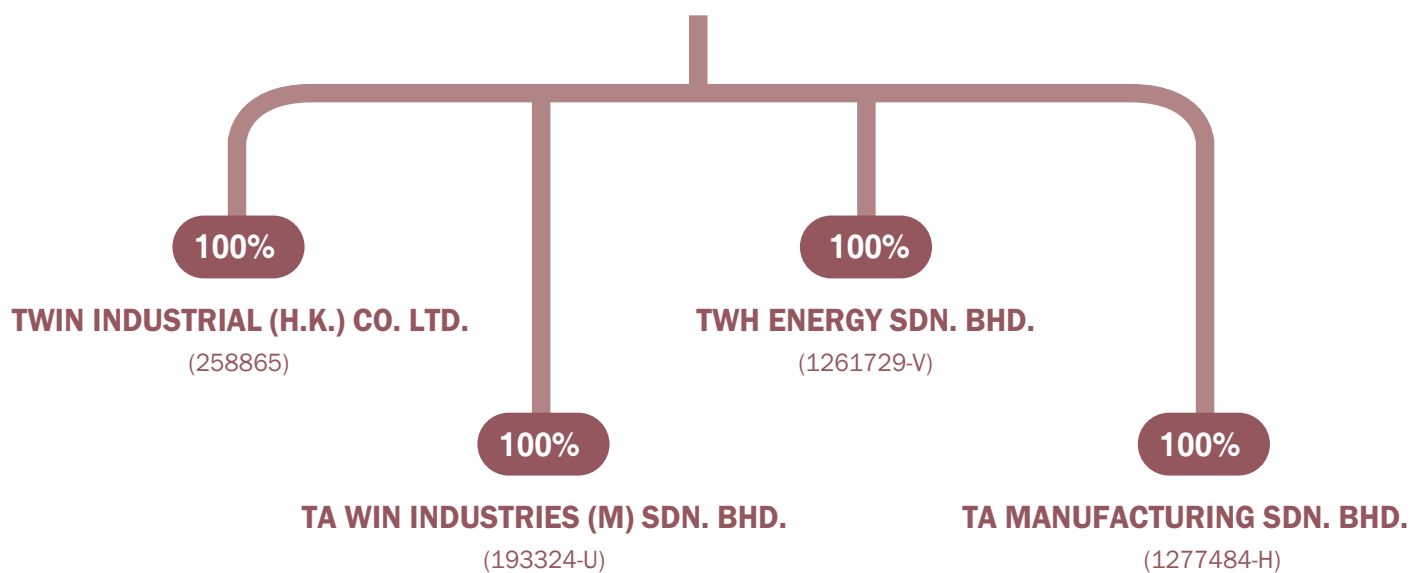 100%
TWIN INDUSTRIAL (H.K.) CO. LTD.
(258865)
100%
TWH ENERGY SDN. BHD.
(1261729-V)
100%
TA WIN INDUSTRIES (M) SDN. BHD.
(193324-U)
100%
TA MANUFACTURING SDN. BHD.
(1277484-H)